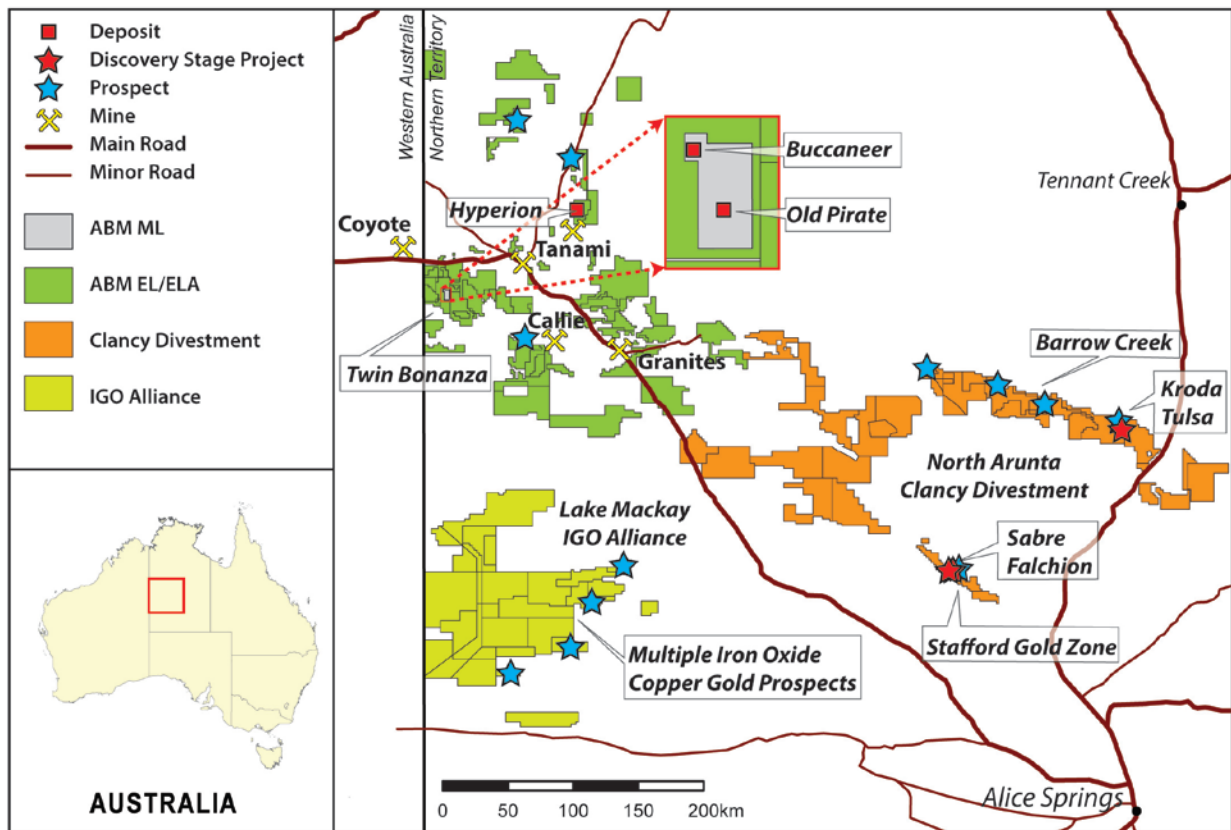 Deposit
Discovery Stage Project
Prospect
Mine
Main Road
Minor Road
ABM ML
ABM EL/ELA
Clancy Divestment
IGO Alliance
AUSTRALIA
Western Australia
Northern Territory
Buccaneer
Old Pirate
Tennant Creek
Hyperion
Coyote
Tanami
Callie
Granites
Twin Bonanza
Barrow Creek
Kroda
Tulsa
North Arunta
Clancy Divestment
Lake Mackay
IGO Alliance
Sabre
Falchion
Stafford Gold Zone
Multiple Iron Oxide
Copper Gold Prospects
0 50 100 200km
Alice Springs